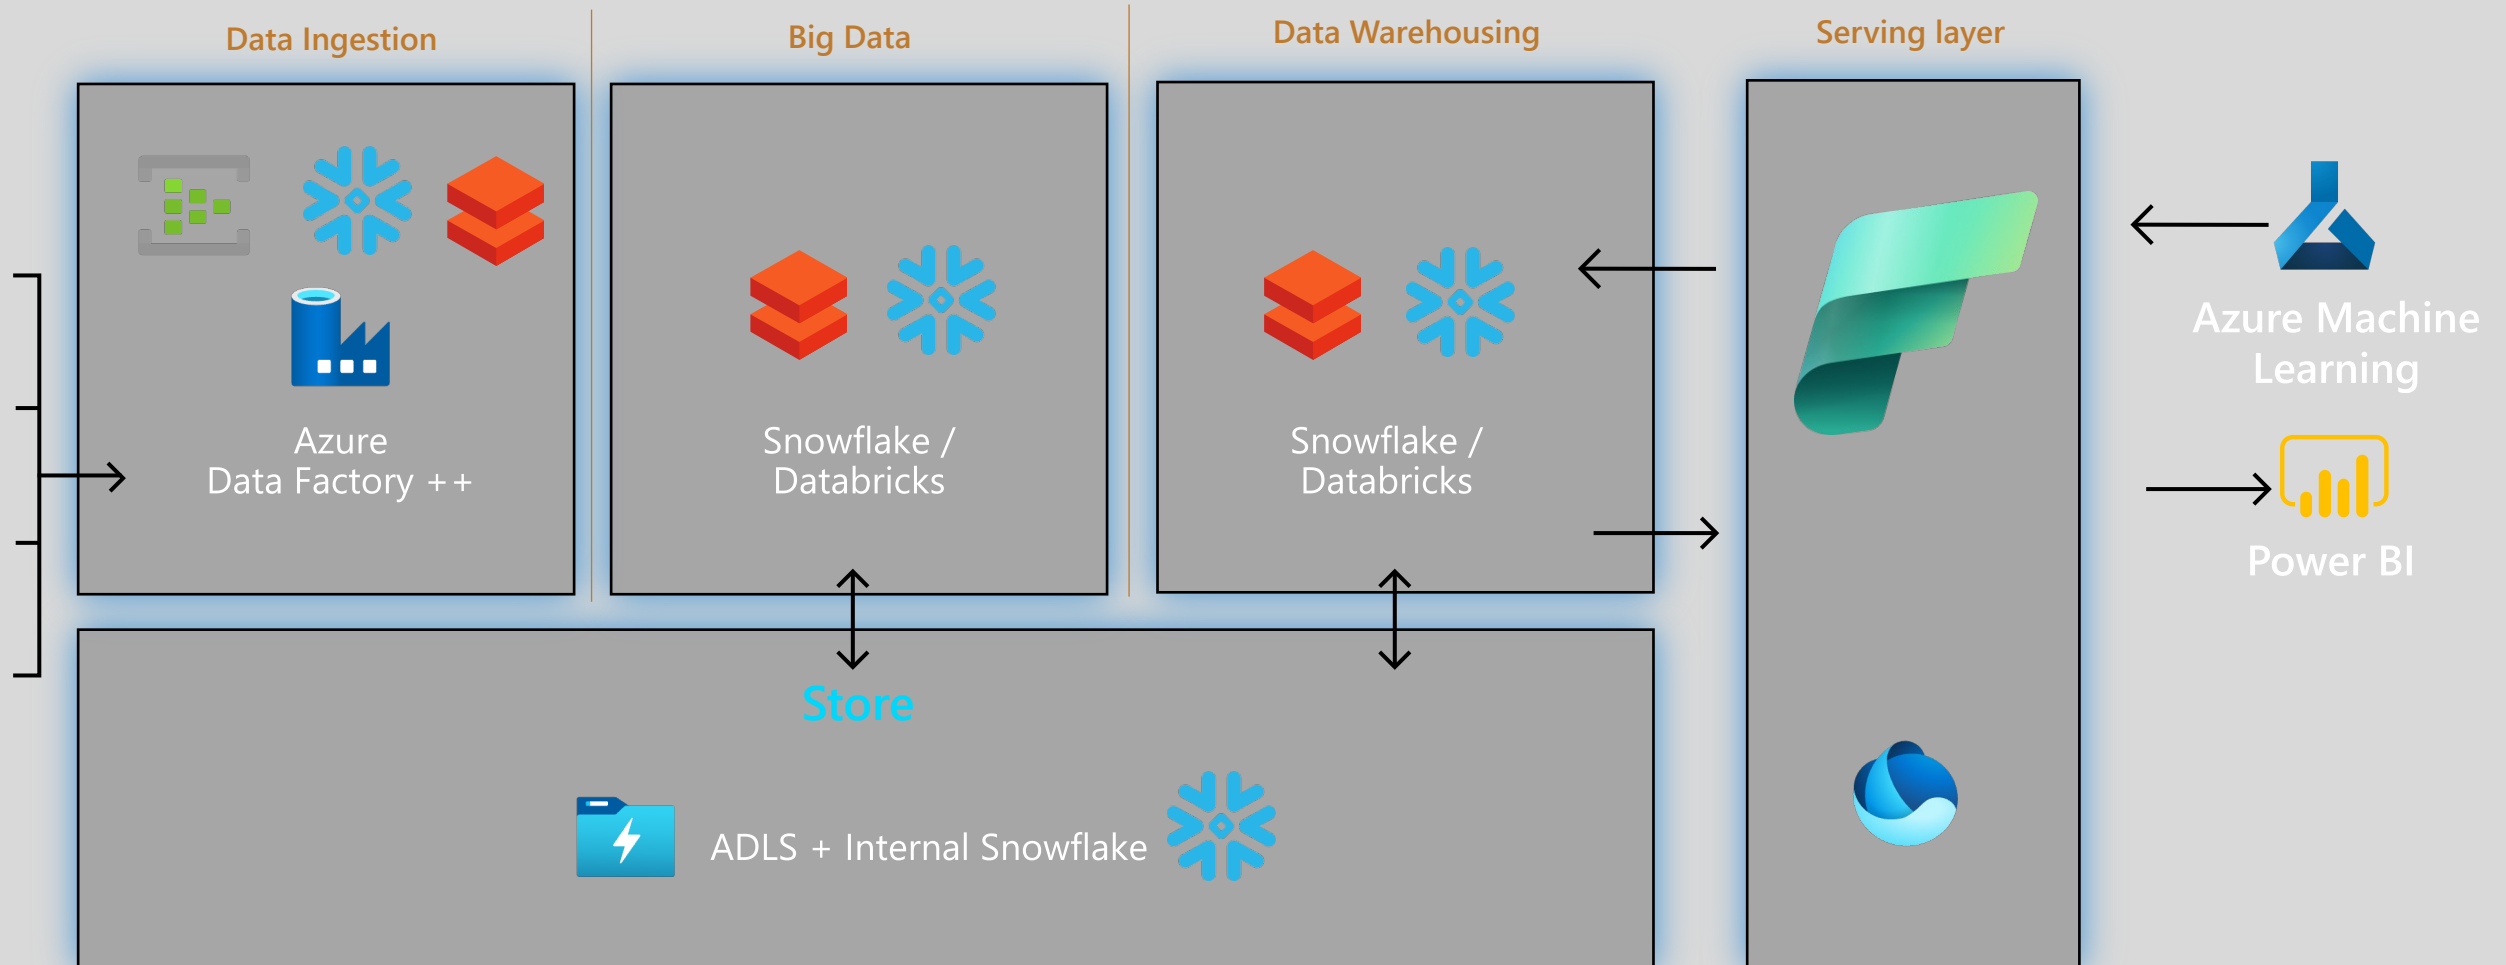 Data Ingestion
Big Data
Data Warehousing
Serving layer
Azure
Data Factory ++
Snowflake /
Databricks
Snowflake /
Databricks
Azure Machine
Learning
Power BI
Store
ADLS + Internal Snowflake